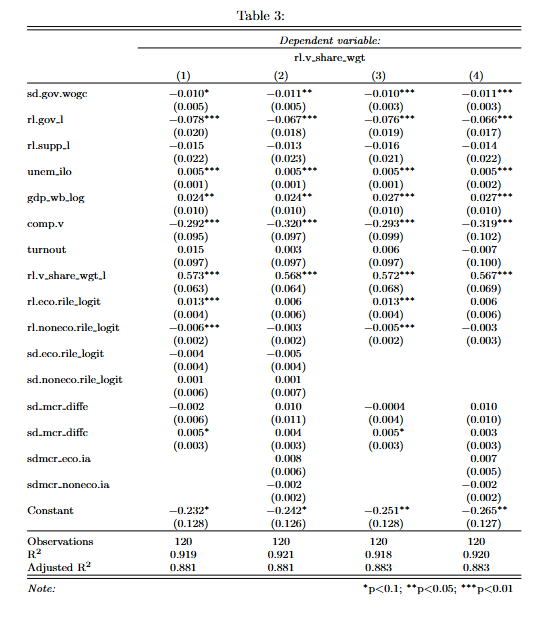 Table 3:
Dependent variable:
rl.v_share_wgt
(1) (2) (3) (4)
sd.gov.wogc −0.010* −0.011** −0.010*** −0.011***
(0.005) (0.005) (0.003) (0.003)
rl.gov_l −0.078*** −0.067*** −0.076*** −0.066***
(0.020) (0.018) (0.019) (0.017)
rl.supp_l −0.015 −0.013 −0.016 −0.014
(0.022) (0.023) (0.021) (0.022)
unem_ilo 0.005*** 0.005*** 0.005*** 0.005***
(0.001) (0.001) (0.001) (0.002)
gdp_wb_log 0.024** 0.024** 0.027*** 0.027***
(0.010) (0.010) (0.010) (0.010)
comp.v −0.292*** −0.320*** −0.293*** −0.319***
(0.095) (0.097) (0.099) (0.102)
turnout 0.015 0.003 0.006 −0.007
(0.097) (0.097) (0.097) (0.100)
rl.v_share_wgt_l 0.573*** 0.568*** 0.572*** 0.567***
(0.063) (0.064) (0.068) (0.069)
rl.eco.rile_logit 0.013*** 0.006 0.013*** 0.006
(0.004) (0.006) (0.004) (0.006)
rl.noneco.rile_logit −0.006*** −0.003 −0.005*** −0.003
(0.002) (0.002) (0.002) (0.003)
sd.eco.rile_logit −0.004 −0.005
(0.004) (0.004)
sd.noneco.rile_logit 0.001 0.001
(0.006) (0.007)
sd_mcr_diffe −0.002 0.010 −0.0004 0.010
(0.006) (0.011) (0.004) (0.010)
sd_mcr_diffc 0.005* 0.004 0.005* 0.003
(0.003) (0.003) (0.003) (0.003)
sdmcr_eco.ia 0.008 0.007
(0.006) (0.005)
sdmcr_noneco.ia −0.002 −0.002
(0.002) (0.002)
Constant −0.232* −0.242* −0.251** −0.265**
(0.128) (0.126) (0.128) (0.127)
Observations 120 120 120 120
R² 0.919 0.921 0.918 0.920
Adjusted R² 0.881 0.881 0.883 0.883
Note: *p<0.1; **p<0.05; ***p<0.01